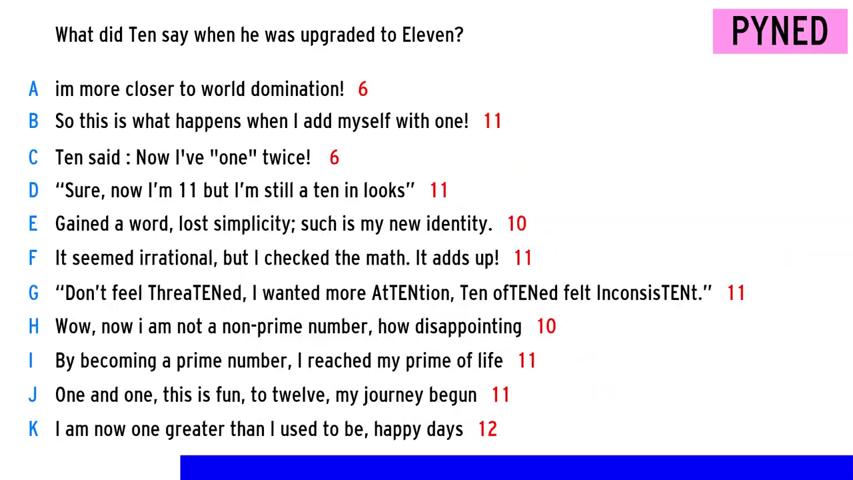 What did Ten say when he was upgraded to Eleven?
PYNED
A im more closer to world domination! 6
B So this is what happens when I add myself with one! 11
C Ten said : Now I've "one" twice! 6
D “Sure, now I’m 11 but I’m still a ten in looks” 11
E Gained a word, lost simplicity; such is my new identity. 10
F It seemed irrational, but I checked the math. It adds up! 11
G “Don’t feel ThreaTENed, I wanted more AtTENtion, Ten ofTENed felt InconsisTENt.” 11
H Wow, now i am not a non-prime number, how disappointing 10
I By becoming a prime number, I reached my prime of life 11
J One and one, this is fun, to twelve, my journey begun 11
K I am now one greater than I used to be, happy days 12